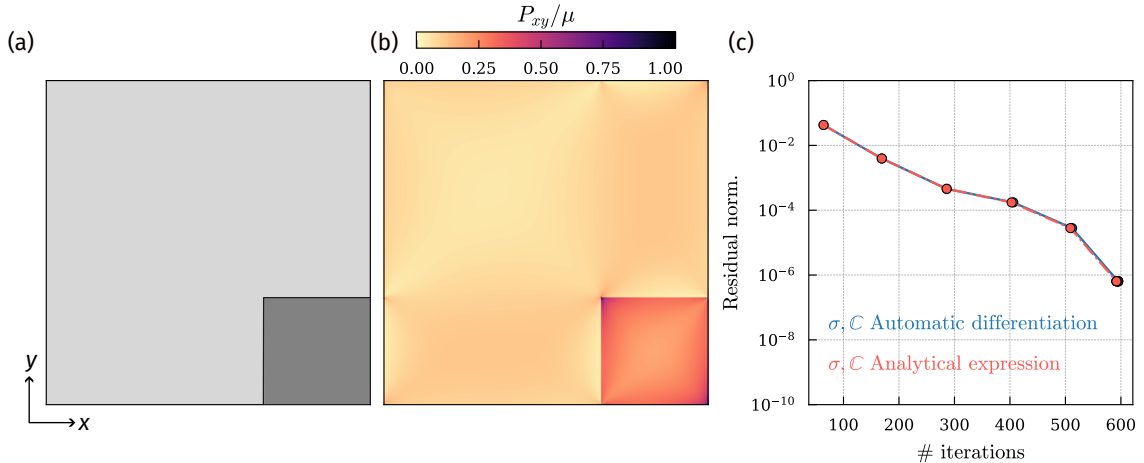 (a)
y
x
(b)
P_{xy}/μ
0.00 0.25 0.50 0.75 1.00
(c)
Residual norm.
10^0
10^{-2}
10^{-4}
10^{-6}
10^{-8}
10^{-10}
σ, ℂ Automatic differentiation
σ, ℂ Analytical expression
100 200 300 400 500 600
# iterations